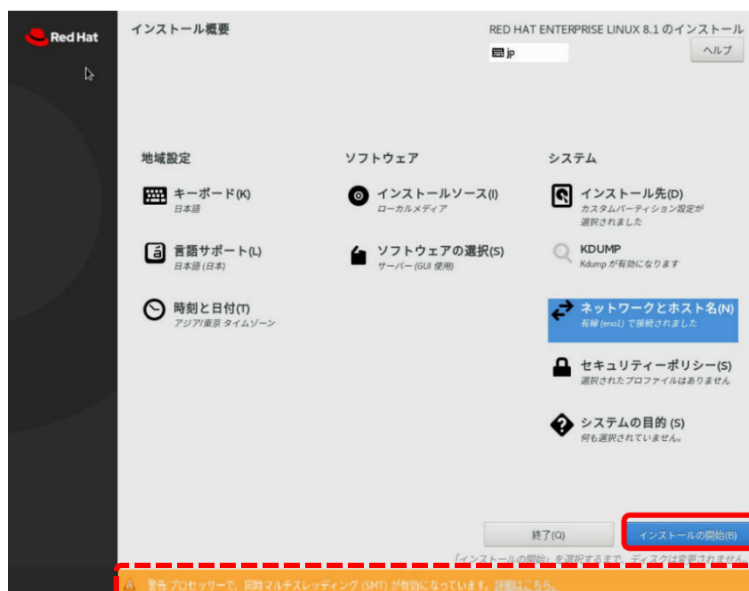 Red Hat
インストール概要
RED HAT ENTERPRISE LINUX 8.1 のインストール
jp
ヘルプ
地域設定
キーボード(K)
日本語
言語サポート(L)
日本語 (日本)
時刻と日付(T)
アジア/東京 タイムゾーン
ソフトウェア
インストールソース(I)
ローカルメディア
ソフトウェアの選択(S)
サーバー (GUI 使用)
システム
インストール先(D)
カスタムパーティション設定が
選択されました
KDUMP
Kdump が有効になります
ネットワークとホスト名(N)
有線 (eno1) で接続されました
セキュリティーポリシー(S)
選択されたプロファイルはありません
システムの目的 (S)
何も選択されていません。
終了(Q)
インストールの開始(B)
「インストールの開始」を選択するまで、ディスクは変更されません。
警告:プロセッサーで、同時マルチスレッディング (SMT) が有効になっています。詳細はこちら。